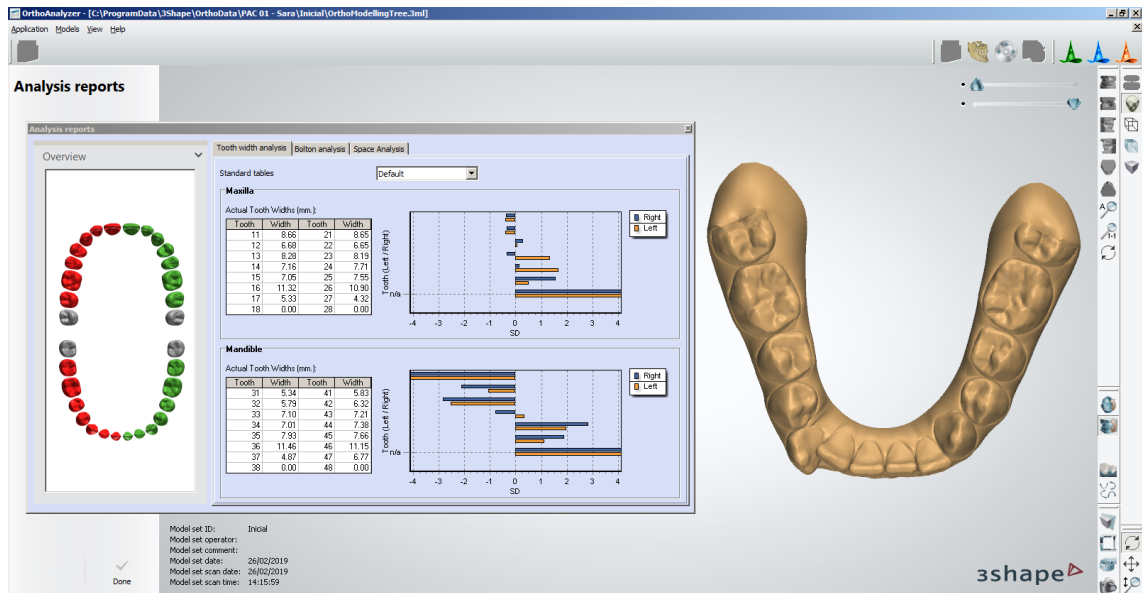 OrthoAnalyzer - [C:\ProgramData\3Shape\OrthoData\PAC 01 - Sara\Inicial\OrthoModellingTree.3ml]
Application Models View Help
Analysis reports
Analysis reports
Overview
Tooth width analysis Bolton analysis Space Analysis
Standard tables Default
Maxilla
Actual Tooth Widths (mm.):
Tooth Width Tooth Width
11 8.66 21 8.65
12 6.68 22 6.65
13 8.28 23 8.19
14 7.16 24 7.71
15 7.05 25 7.55
16 11.32 26 10.90
17 5.33 27 4.32
18 0.00 28 0.00
Tooth (Left / Right)
n/a
-4 -3 -2 -1 0 1 2 3 4
SD
Right
Left
Mandible
Actual Tooth Widths (mm.):
Tooth Width Tooth Width
31 5.34 41 5.83
32 5.79 42 6.32
33 7.10 43 7.21
34 7.01 44 7.38
35 7.93 45 7.66
36 11.46 46 11.15
37 4.87 47 6.77
38 0.00 48 0.00
Tooth (Left / Right)
n/a
-4 -3 -2 -1 0 1 2 3 4
SD
Right
Left
Model set ID: Inicial
Model set operator:
Model set comment:
Model set date: 26/02/2019
Model set scan date: 26/02/2019
Model set scan time: 14:15:59
Done
3shape
A
1:1